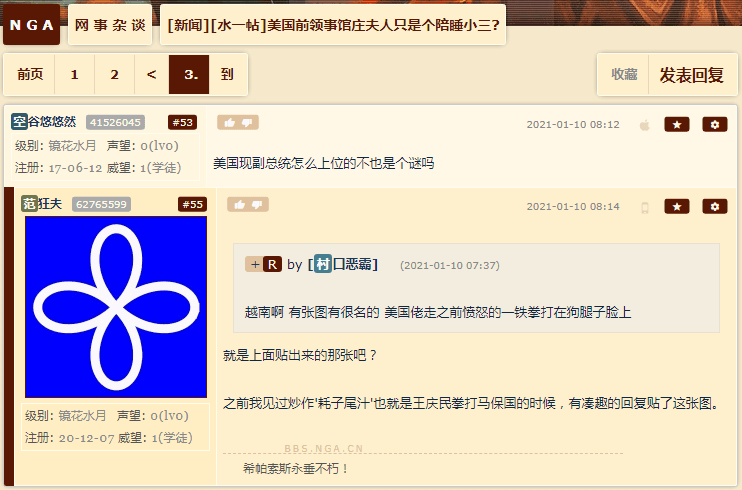 NGA 网事杂谈 [新闻][水一帖]美国前领事馆庄夫人只是个陪睡小三?
前页 1 2 < 3. 到 收藏 发表回复
空谷悠悠然 41526045 #53 2021-01-10 08:12
级别: 镜花水月 声望: 0(lv0)
注册: 17-06-12 威望: 1(学徒)
美国现副总统怎么上位的不也是个谜吗
范狂夫 62765599 #55 2021-01-10 08:14
+ R by [村口恶霸] (2021-01-10 07:37)
越南啊 有张图有很名的 美国佬走之前愤怒的一铁拳打在狗腿子脸上
就是上面贴出来的那张吧？
之前我见过炒作'耗子尾汁'也就是王庆民拳打马保国的时候，有凑趣的回复贴了这张图。
级别: 镜花水月 声望: 0(lv0)
注册: 20-12-07 威望: 1(学徒)
BBS.NGA.CN
希帕索斯永垂不朽！